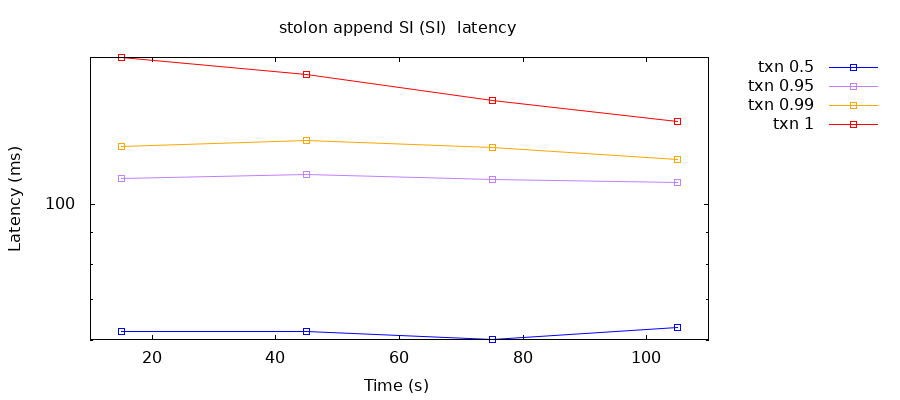 stolon append SI (SI)  latency
txn 0.5
txn 0.95
txn 0.99
txn 1
Latency (ms)
100
20 40 60 80 100
Time (s)